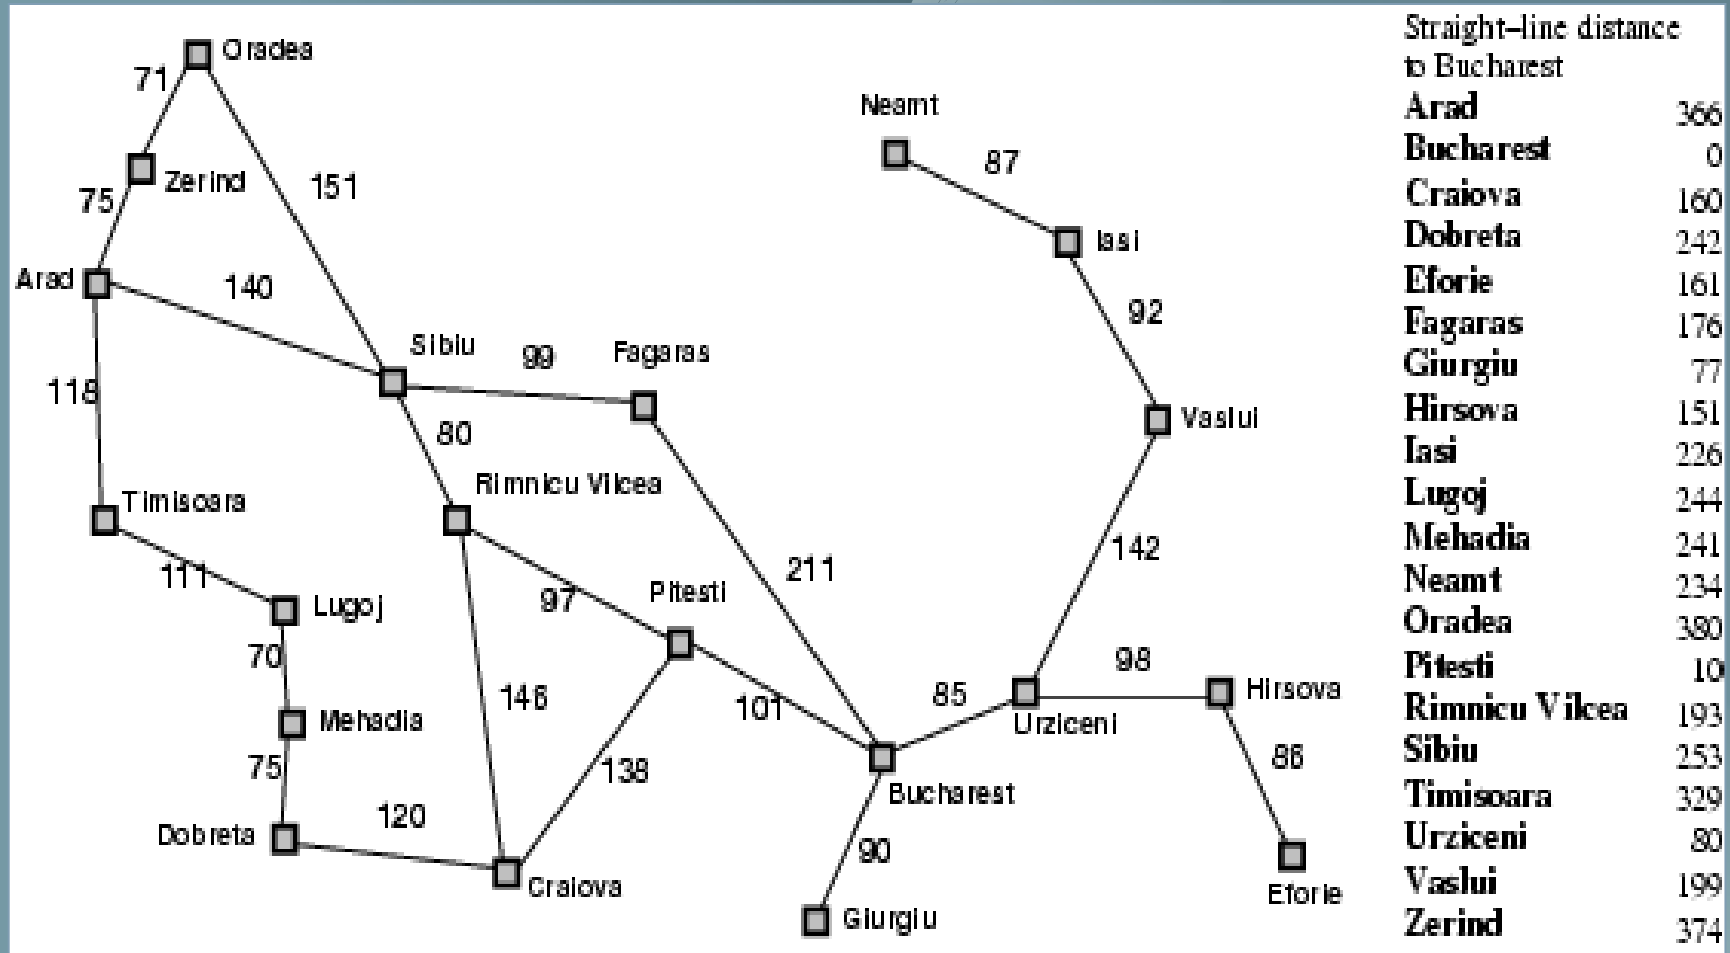 Oradea
71
Neamt
87
Zerind
151
75
Iasi
Arad
140
92
Sibiu
99
Fagaras
118
80
Vaslui
Rimnicu Vilcea
Timisoara
142
111
211
Lugoj
97
Pitesti
70
98
146
85
Hirsova
101
Mehadia
Urziceni
75
138
86
Bucharest
120
Dobreta
90
Craiova
Eforie
Giurgiu
Straight-line distance
to Bucharest
Arad 366
Bucharest 0
Craiova 160
Dobreta 242
Eforie 161
Fagaras 176
Giurgiu 77
Hirsova 151
Iasi 226
Lugoj 244
Mehadia 241
Neamt 234
Oradea 380
Pitesti 10
Rimnicu Vilcea 193
Sibiu 253
Timisoara 329
Urziceni 80
Vaslui 199
Zerind 374